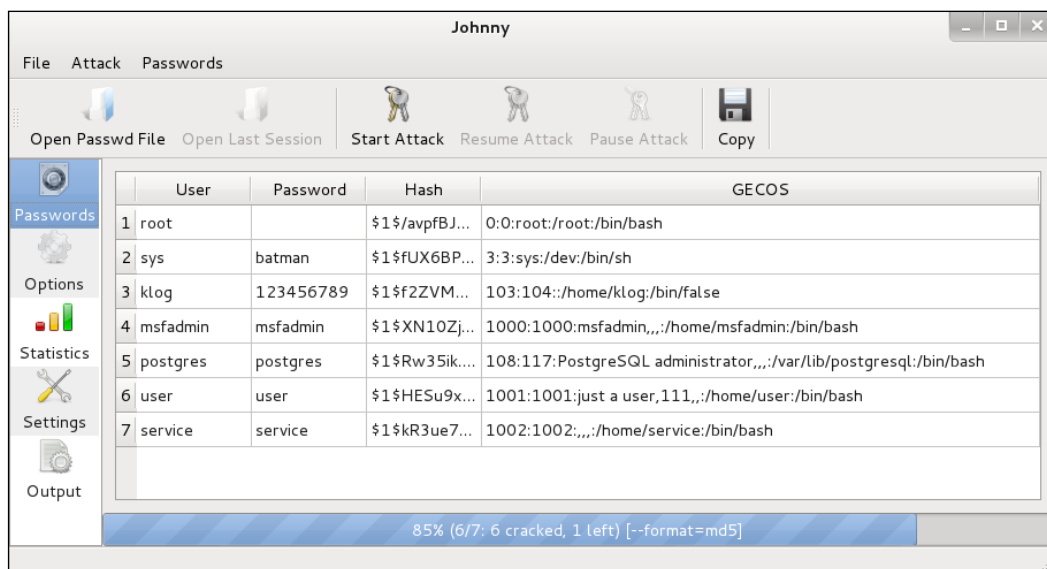 Johnny
File Attack Passwords
Open Passwd File Open Last Session Start Attack Resume Attack Pause Attack Copy
Passwords
Options
Statistics
Settings
Output
User Password Hash GECOS
1 root $1$/avpfBJ... 0:0:root:/root:/bin/bash
2 sys batman $1$fUX6BP... 3:3:sys:/dev:/bin/sh
3 klog 123456789 $1$f2ZVM... 103:104::/home/klog:/bin/false
4 msfadmin msfadmin $1$XN10Zj... 1000:1000:msfadmin,,,:/home/msfadmin:/bin/bash
5 postgres postgres $1$Rw35ik.... 108:117:PostgreSQL administrator,,,:/var/lib/postgresql:/bin/bash
6 user user $1$HESu9x... 1001:1001:just a user,111,,:/home/user:/bin/bash
7 service service $1$kR3ue7... 1002:1002:,,,:/home/service:/bin/bash
85% (6/7: 6 cracked, 1 left) [--format=md5]